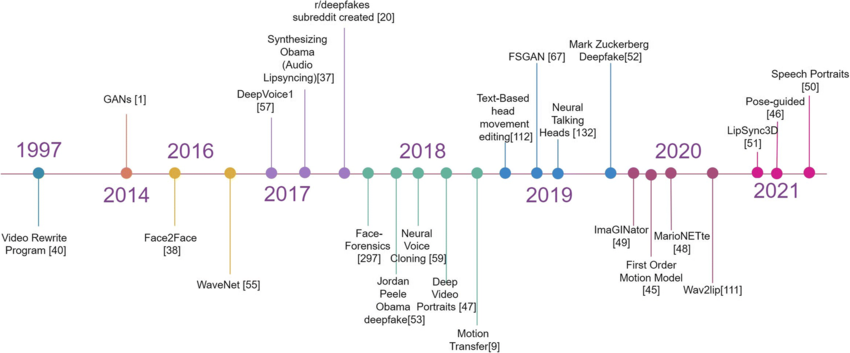 r/deepfakes
subreddit created [20]
Synthesizing
Obama
(Audio
Lipsyncing)[37]
GANs [1]
DeepVoice1
[57]
FSGAN [67]
Mark Zuckerberg
Deepfake[52]
Text-Based
head
movement
editing[112]
Neural
Talking
Heads [132]
Speech Portraits
[50]
Pose-guided
[46]
LipSync3D
[51]
1997
2014
2016
2017
2018
2019
2020
2021
Video Rewrite
Program [40]
Face2Face
[38]
WaveNet [55]
Face-
Forensics
[297]
Jordan
Peele
Obama
deepfake[53]
Neural
Voice
Cloning [59]
Deep
Video
Portraits [47]
Motion
Transfer[9]
ImaGINator
[49]
First Order
Motion Model
[45]
MarioNETte
[48]
Wav2lip[111]